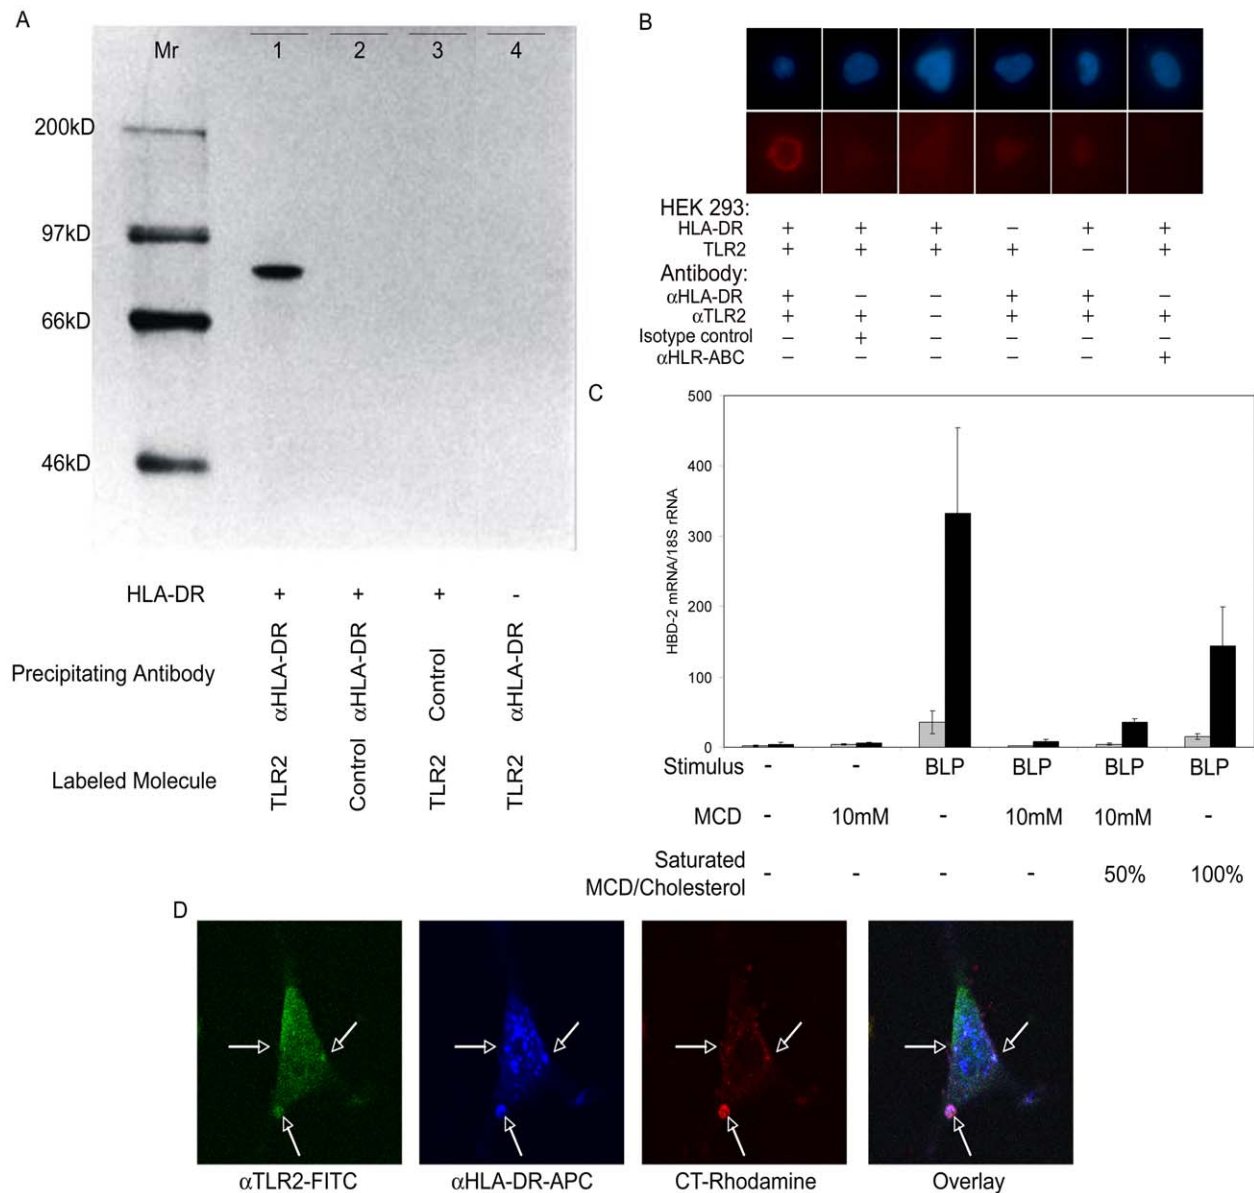 A
Mr 1 2 3 4
200kD
97kD
66kD
46kD
HLA-DR + + + -
Precipitating Antibody αHLA-DR αHLA-DR Control αHLA-DR
Labeled Molecule TLR2 Control TLR2 TLR2
B
HEK 293:
HLA-DR + + + – + +
TLR2 + + + + – +
Antibody:
αHLA-DR + – – + + –
αTLR2 + + – + + +
Isotype control – + – – – –
αHLR-ABC – – – – – +
C
HBD-2 mRNA/18S rRNA
500
400
300
200
100
0
Stimulus - - BLP BLP BLP BLP
MCD - 10mM - 10mM 10mM -
Saturated
MCD/Cholesterol - - - - 50% 100%
D
αTLR2-FITC αHLA-DR-APC CT-Rhodamine Overlay